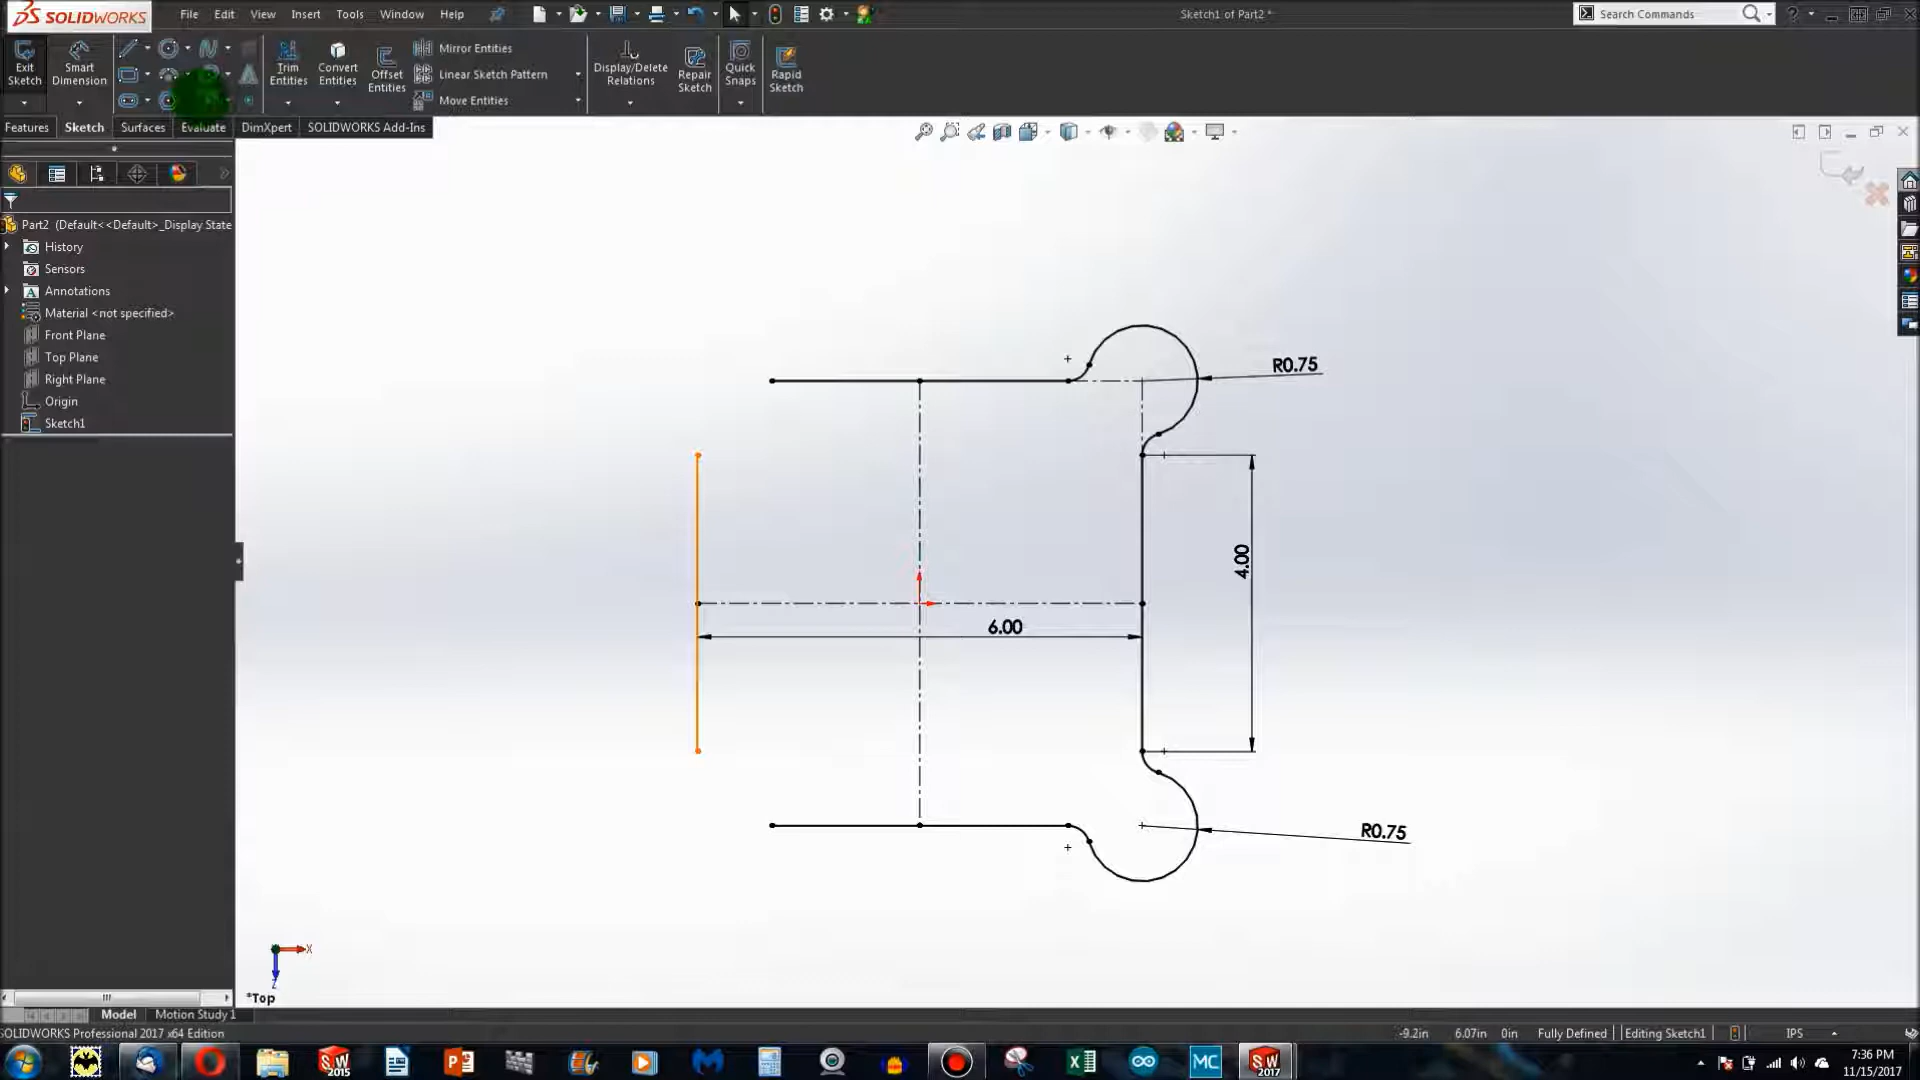 SOLIDWORKS File Edit View Insert Tools Window Help Sketch1 of Part2 * Search Commands
Exit Sketch
Smart Dimension
Trim Entities
Convert Entities
Offset Entities
Mirror Entities
Linear Sketch Pattern
Move Entities
Display/Delete Relations
Repair Sketch
Quick Snaps
Rapid Sketch
Features Sketch Surfaces Evaluate DimXpert SOLIDWORKS Add-Ins
Part2 (Default<<Default>_Display State
History
Sensors
Annotations
Material <not specified>
Front Plane
Top Plane
Right Plane
Origin
Sketch1
R0.75
4.00
6.00
R0.75
X
Z
*Top
Model Motion Study 1
SOLIDWORKS Professional 2017 x64 Edition -9.2in 6.07in 0in Fully Defined Editing Sketch1 IPS
SW 2015
MC
SW 2017
7:36 PM
11/15/2017